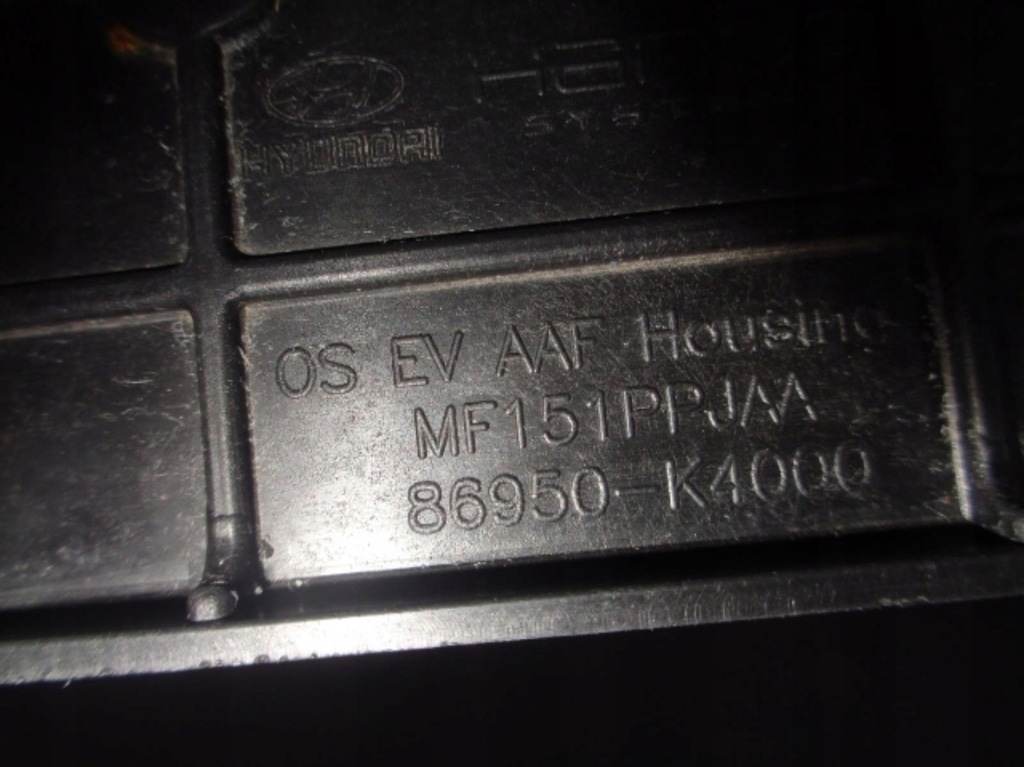 HYUNDAI
OS EV AAF Housing
MF151PPJAA
86950-K4000